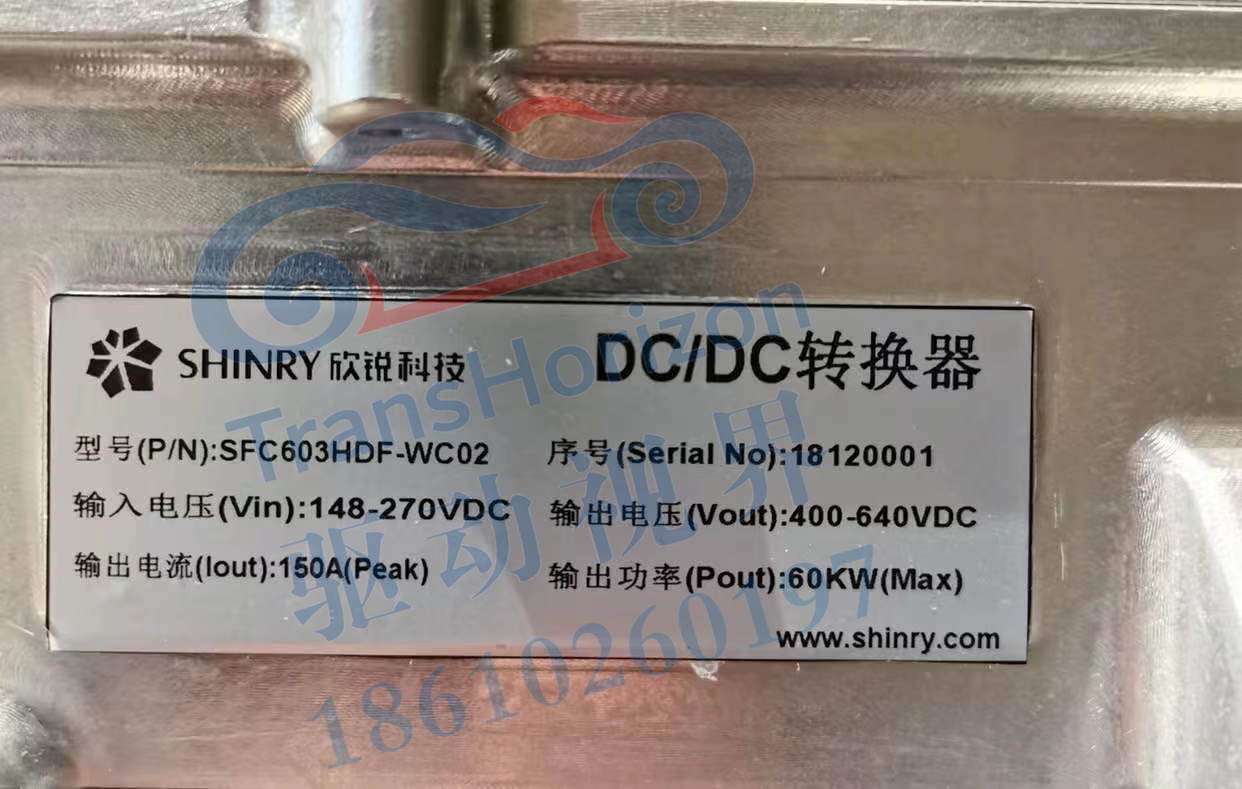 SHINRY 欣锐科技
DC/DC转换器
型号(P/N):SFC603HDF-WC02
序号(Serial No):18120001
输入电压(Vin):148-270VDC
输出电压(Vout):400-640VDC
输出电流(Iout):150A(Peak)
输出功率(Pout):60KW(Max)
www.shinry.com
TransHorizon
驱动视界
18610260197